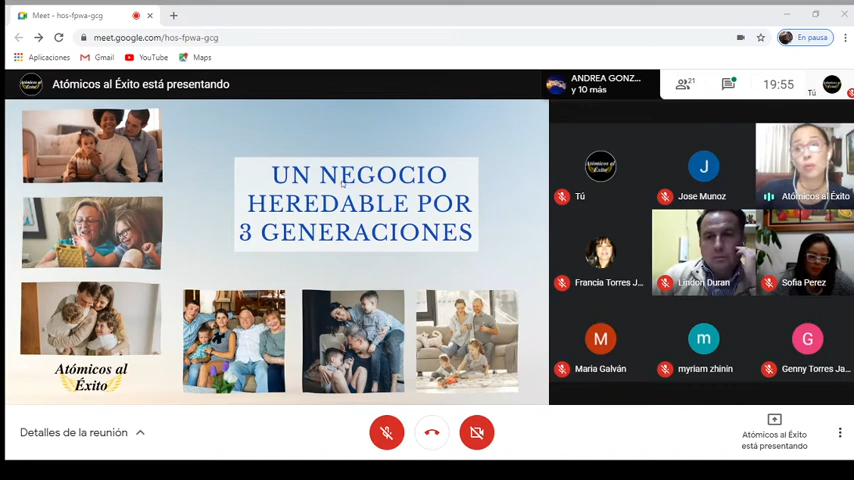 Meet - hos-fpwa-gcg
meet.google.com/hos-fpwa-gcg
En pausa
Aplicaciones
Gmail
YouTube
Maps
Atómicos al Éxito está presentando
ANDREA GONZ...
y 10 más
21
19:55
Tú
UN NEGOCIO
HEREDABLE POR
3 GENERACIONES
Atómicos al
Éxito
Atómicos al
Éxito
Tú
J
Jose Munoz
Atómicos al Éxito
Francia Torres J...
Lindon Duran
Sofia Perez
M
Maria Galván
m
myriam zhinin
G
Genny Torres Ja...
Detalles de la reunión
Atómicos al Éxito
está presentando